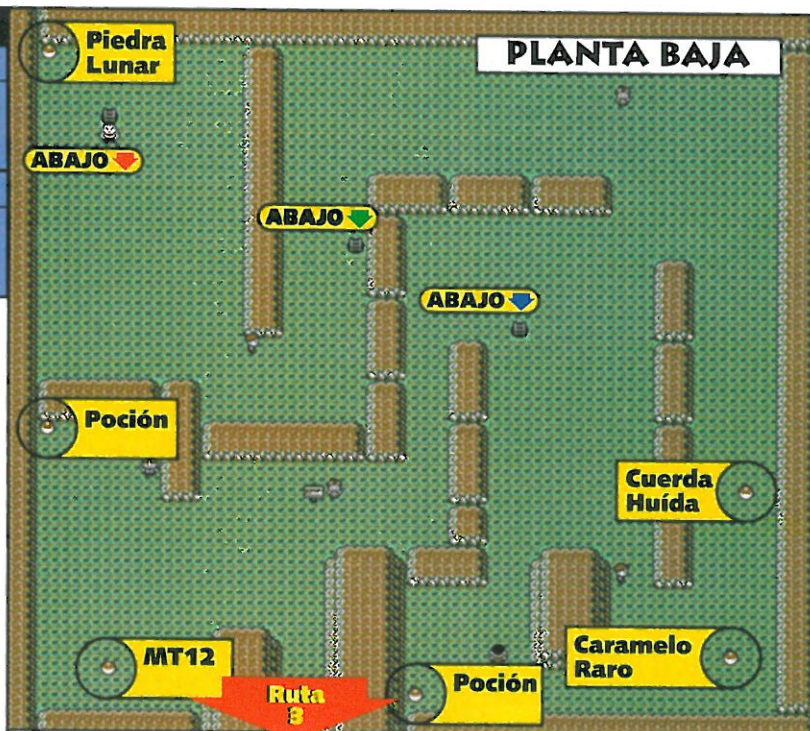 Piedra
Lunar
PLANTA BAJA
ABAJO
ABAJO
ABAJO
Poción
Cuerda
Huída
MT12
Ruta
3
Poción
Caramelo
Raro